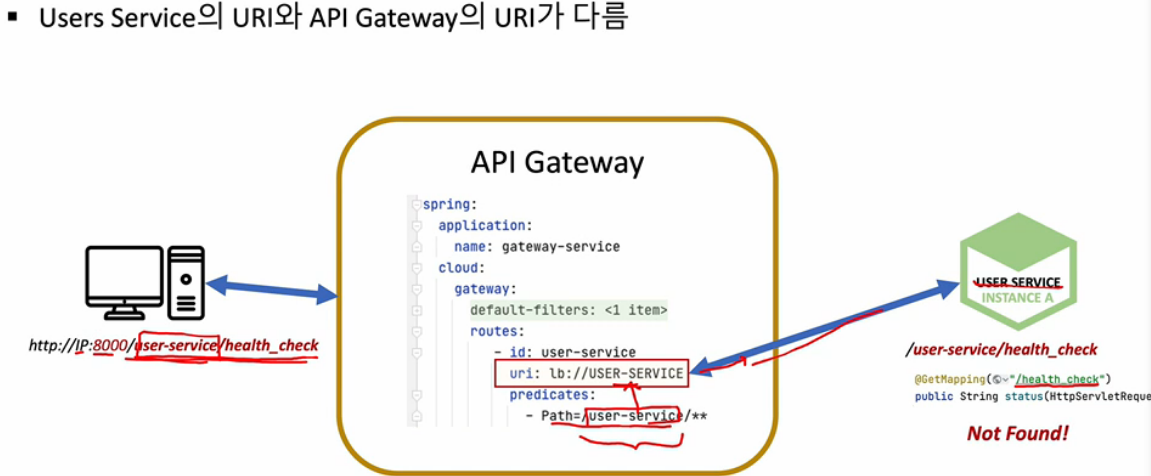 ▪ Users Service의 URI와 API Gateway의 URI가 다름
API Gateway
spring:
application:
name: gateway-service
cloud:
gateway:
default-filters: <1 item>
routes:
- id: user-service
uri: lb://USER-SERVICE
predicates:
- Path=/user-service/**
http://IP:8000/user-service/health_check
USER SERVICE
INSTANCE A
/user-service/health_check
@GetMapping("/health_check")
public String status(HttpServletReque
Not Found!